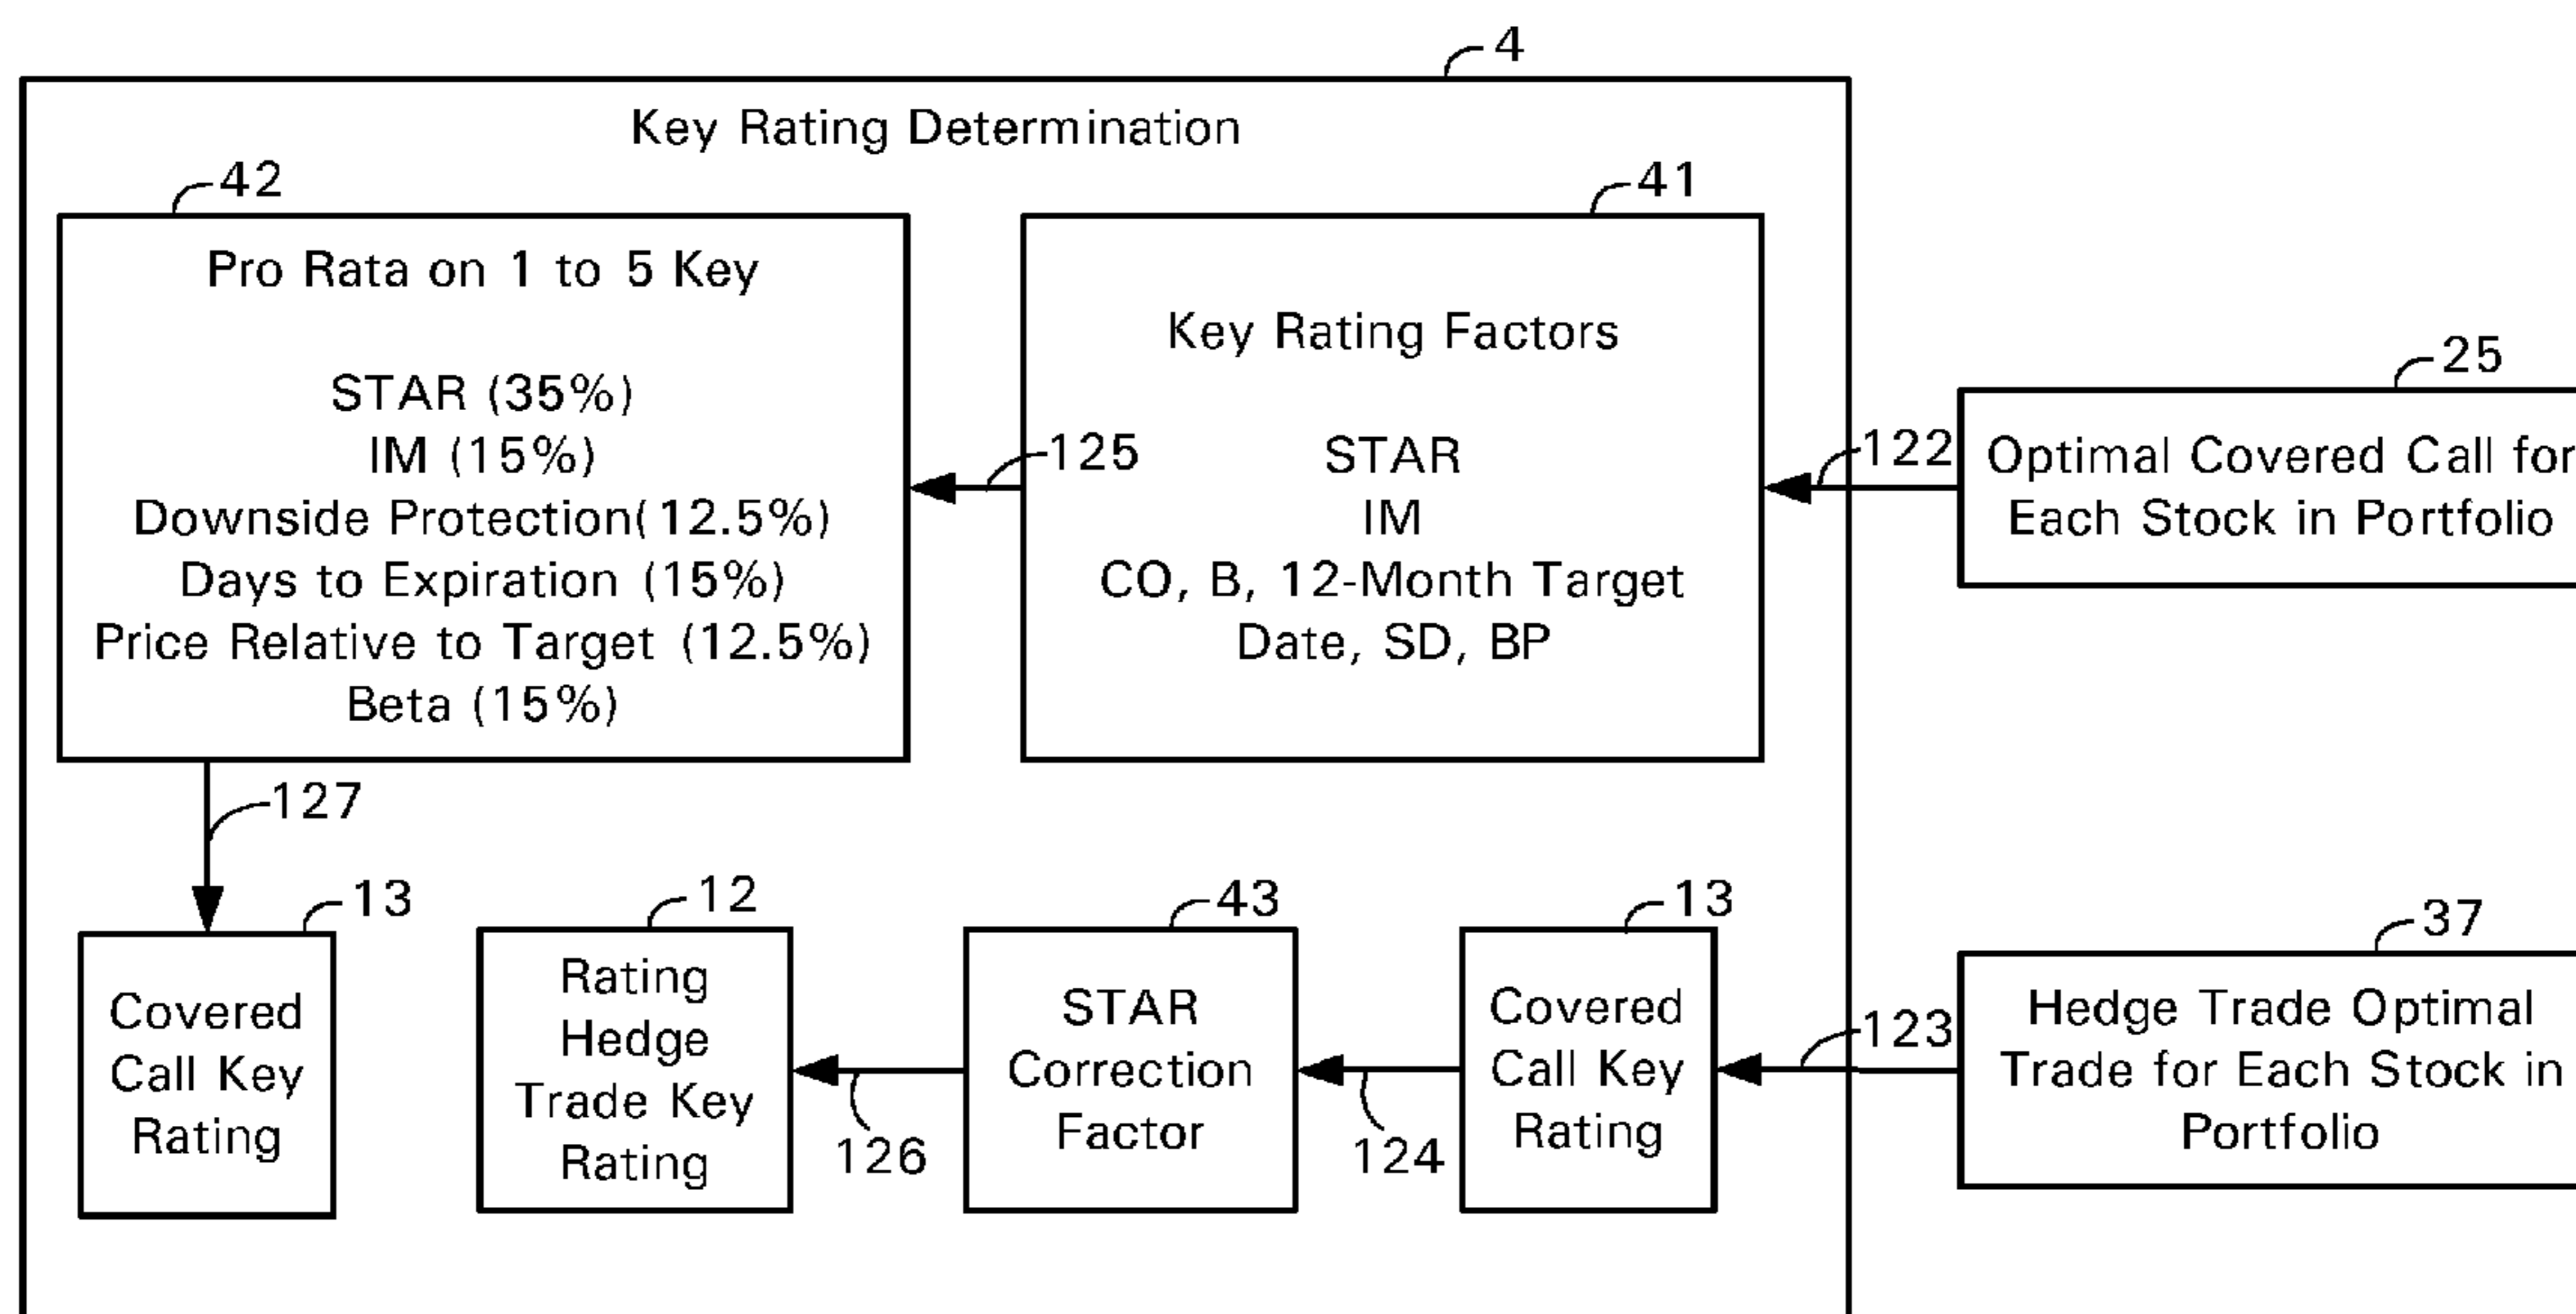 4
Key Rating Determination
42
Pro Rata on 1 to 5 Key
STAR (35%)
IM (15%)
Downside Protection(12.5%)
Days to Expiration (15%)
Price Relative to Target (12.5%)
Beta (15%)
41
Key Rating Factors
STAR
IM
CO, B, 12-Month Target
Date, SD, BP
125
122
25
Optimal Covered Call for
Each Stock in Portfolio
127
13
Covered
Call Key
Rating
12
Rating
Hedge
Trade Key
Rating
126
43
STAR
Correction
Factor
124
13
Covered
Call Key
Rating
123
37
Hedge Trade Optimal
Trade for Each Stock in
Portfolio